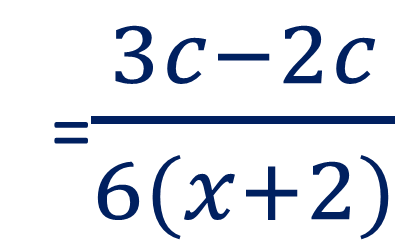 = 3c−2c
6(x+2)